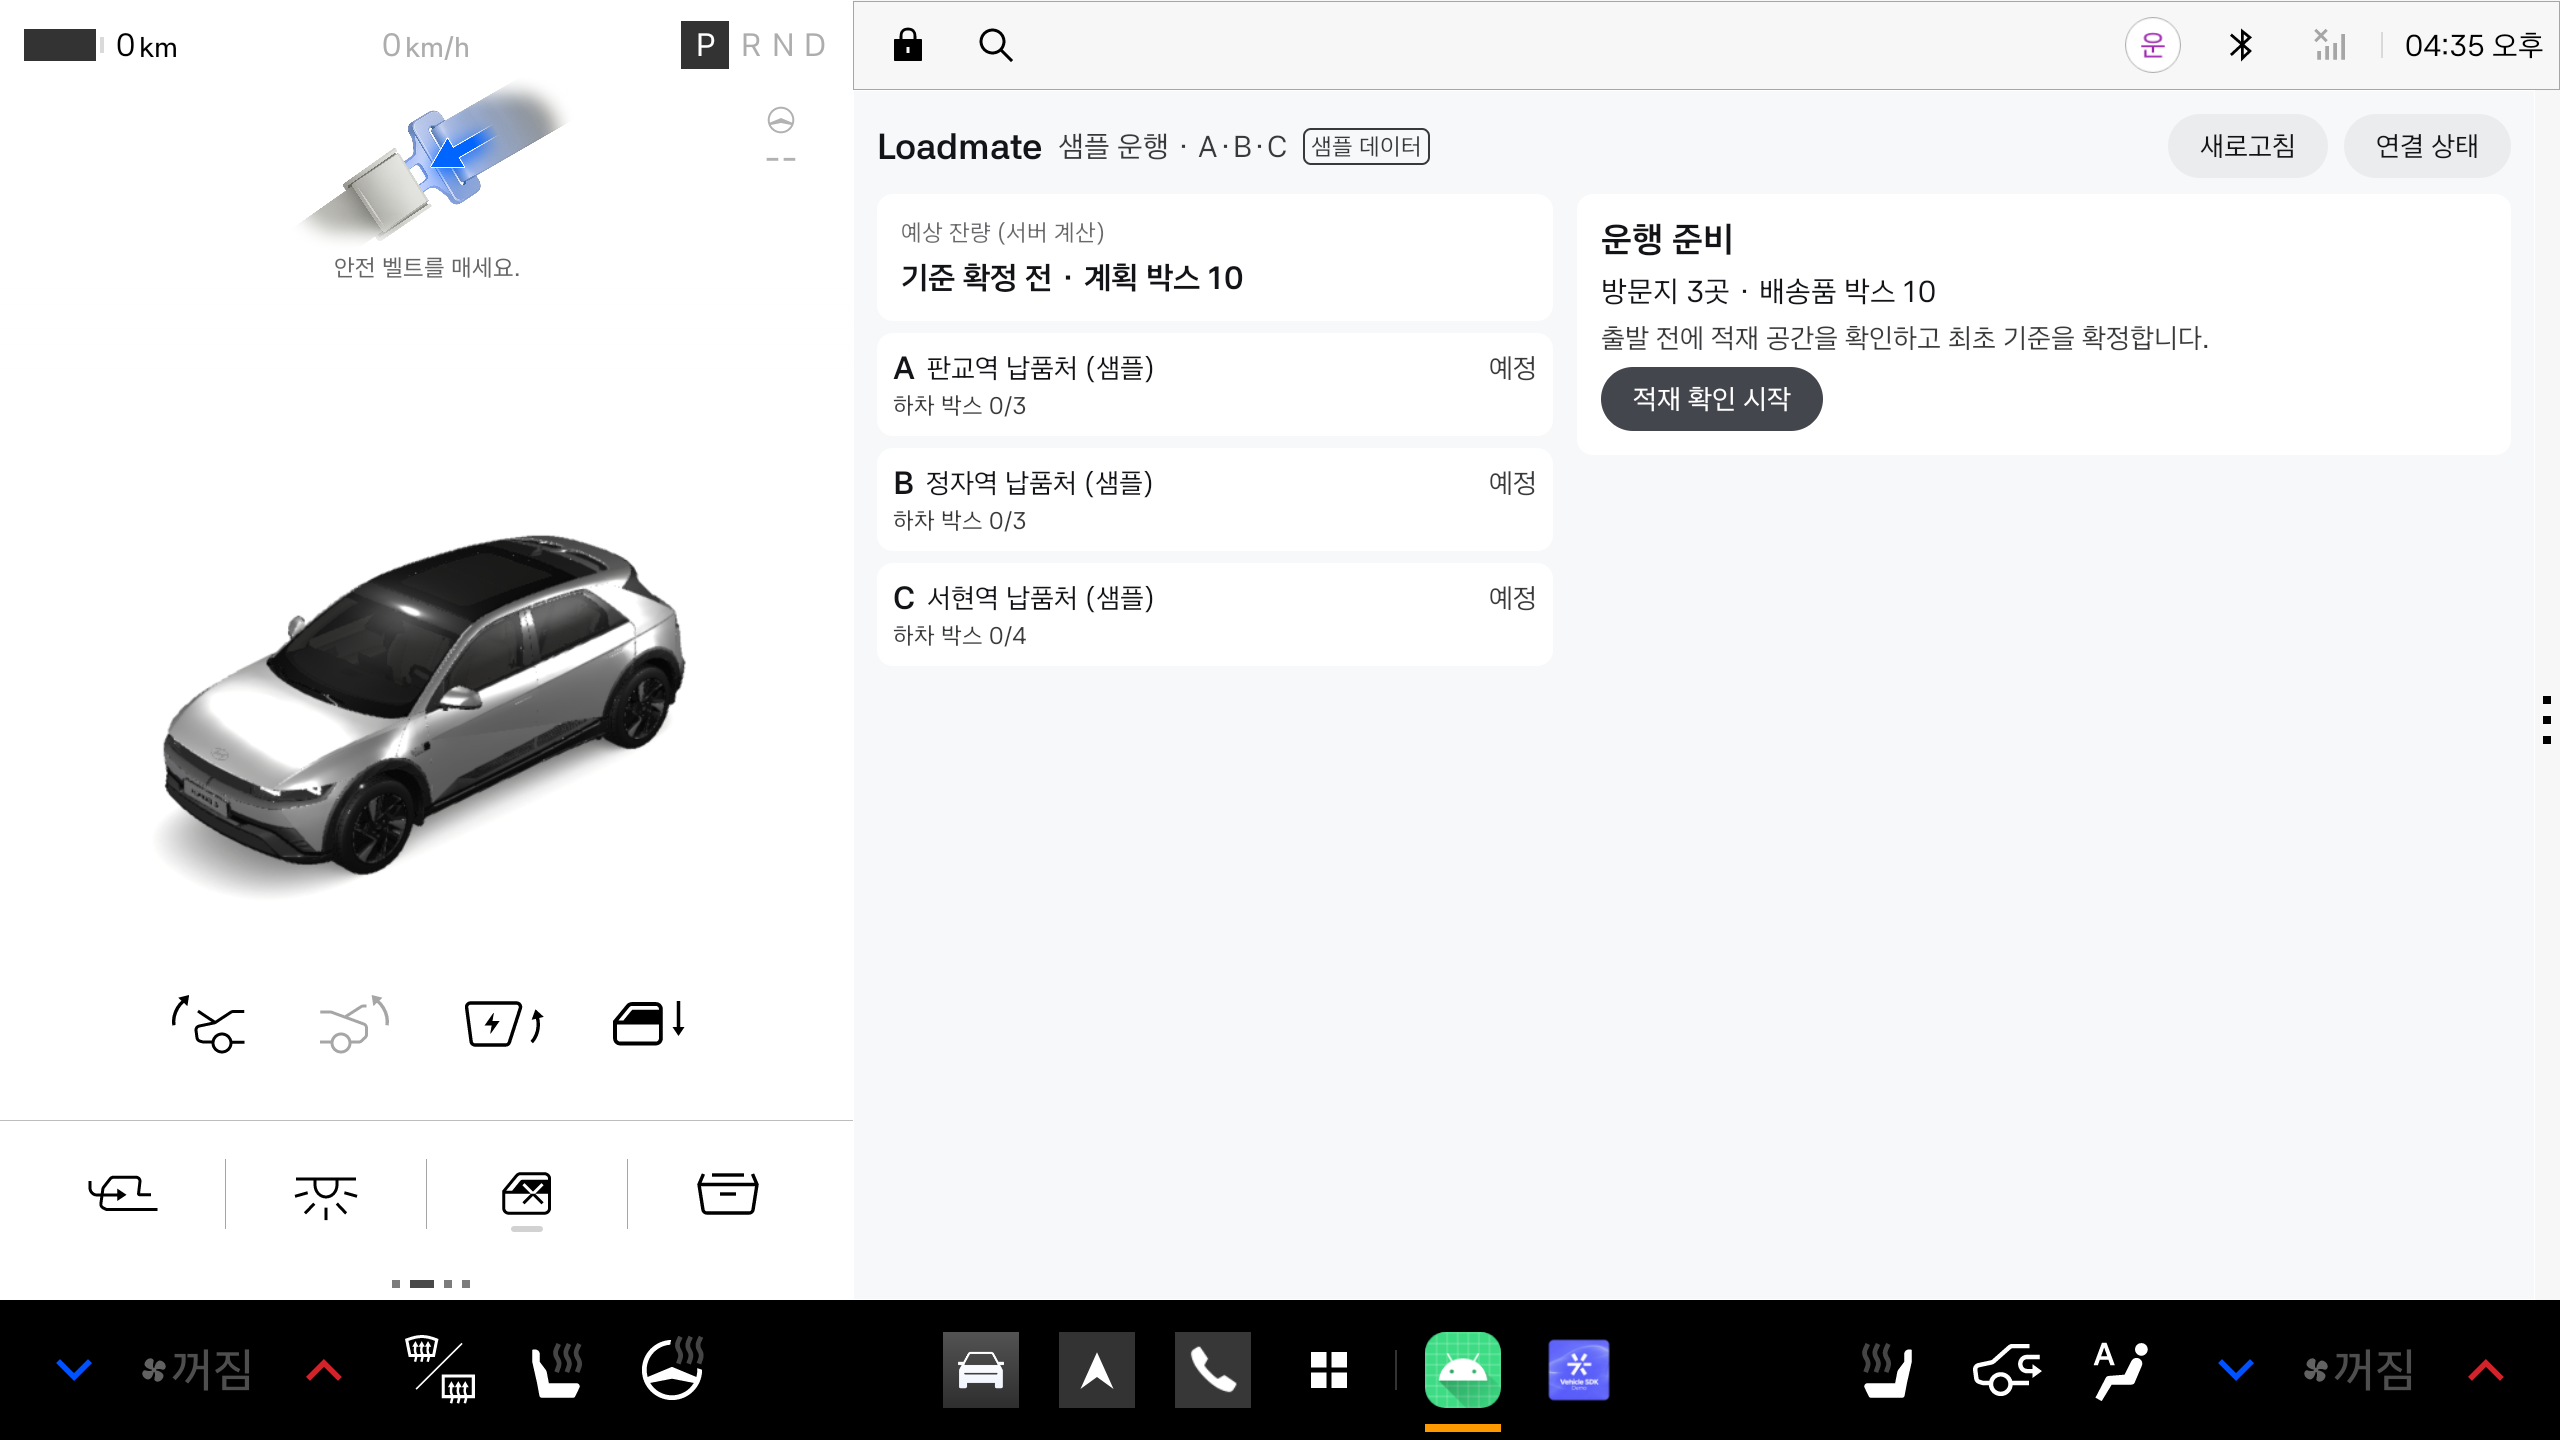 0 km
0 km/h
P R N D
안전 벨트를 매세요.
운
04:35 오후
Loadmate 샘플 운행 · A·B·C 샘플 데이터
새로고침
연결 상태
예상 잔량 (서버 계산)
기준 확정 전 · 계획 박스 10
A 판교역 납품처 (샘플)
예정
하차 박스 0/3
B 정자역 납품처 (샘플)
예정
하차 박스 0/3
C 서현역 납품처 (샘플)
예정
하차 박스 0/4
운행 준비
방문지 3곳 · 배송품 박스 10
출발 전에 적재 공간을 확인하고 최초 기준을 확정합니다.
적재 확인 시작
꺼짐
Vehicle SDK
Demo
A
꺼짐